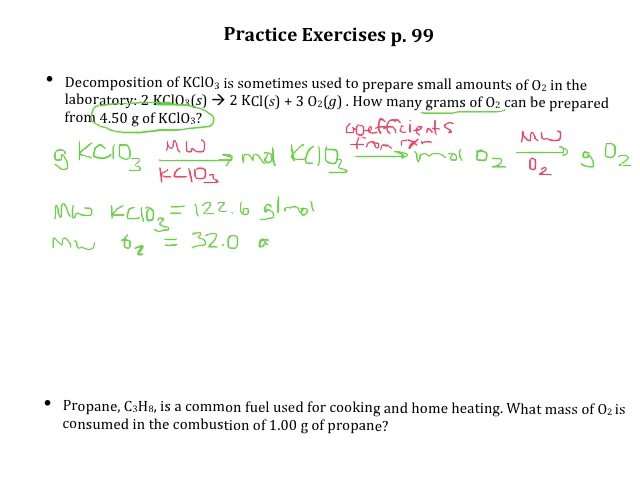 Practice Exercises p. 99
• Decomposition of KClO₃ is sometimes used to prepare small amounts of O₂ in the
laboratory: 2 KClO₃(s) → 2 KCl(s) + 3 O₂(g) . How many grams of O₂ can be prepared
from 4.50 g of KClO₃?
coefficients
from rxn
g KClO₃ MW KClO₃ → mol KClO₃ → mol O₂ MW O₂ → g O₂
MW KClO₃ = 122.6 g/mol
MW O₂ = 32.0
• Propane, C₃H₈, is a common fuel used for cooking and home heating. What mass of O₂ is
consumed in the combustion of 1.00 g of propane?